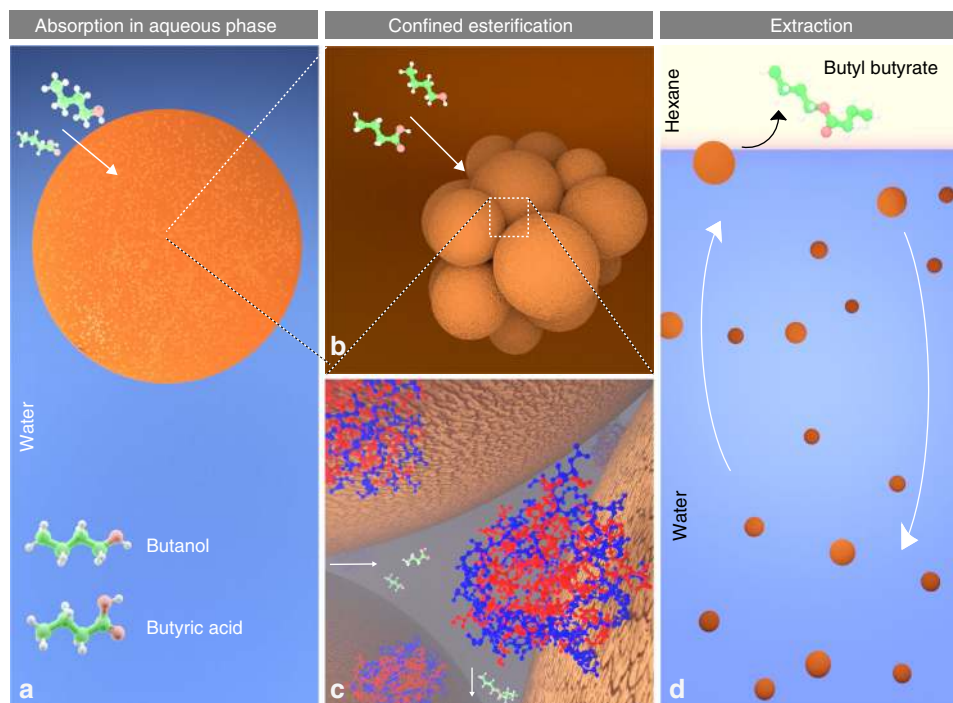 Absorption in aqueous phase
Confined esterification
Extraction
Water
Butanol
Butyric acid
a
b
c
Hexane
Butyl butyrate
Water
d